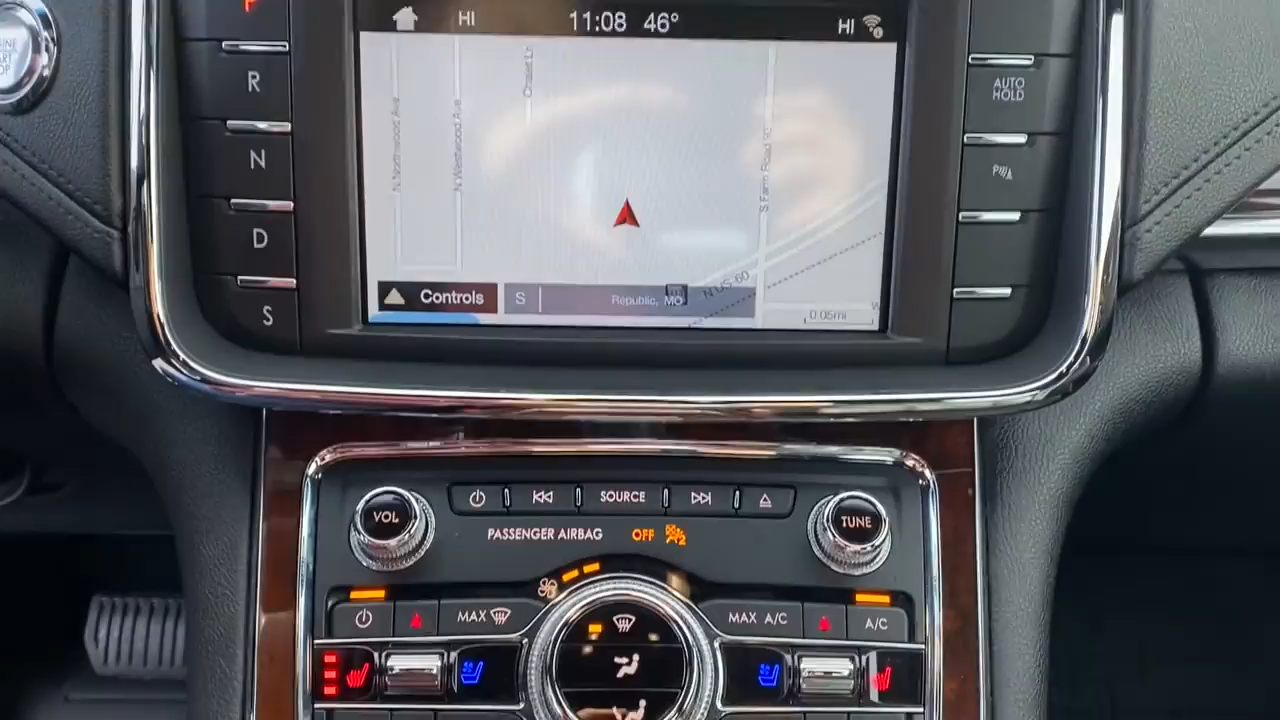 P
HI 11:08 46° HI
R
N
D
S
N Northwood Ave
N Westwood Ave
S Farm Road
N US-60
AUTO
HOLD
Controls
S
Republic, MO
0.05mi
VOL
SOURCE
TUNE
PASSENGER AIRBAG OFF
MAX
MAX A/C
A/C